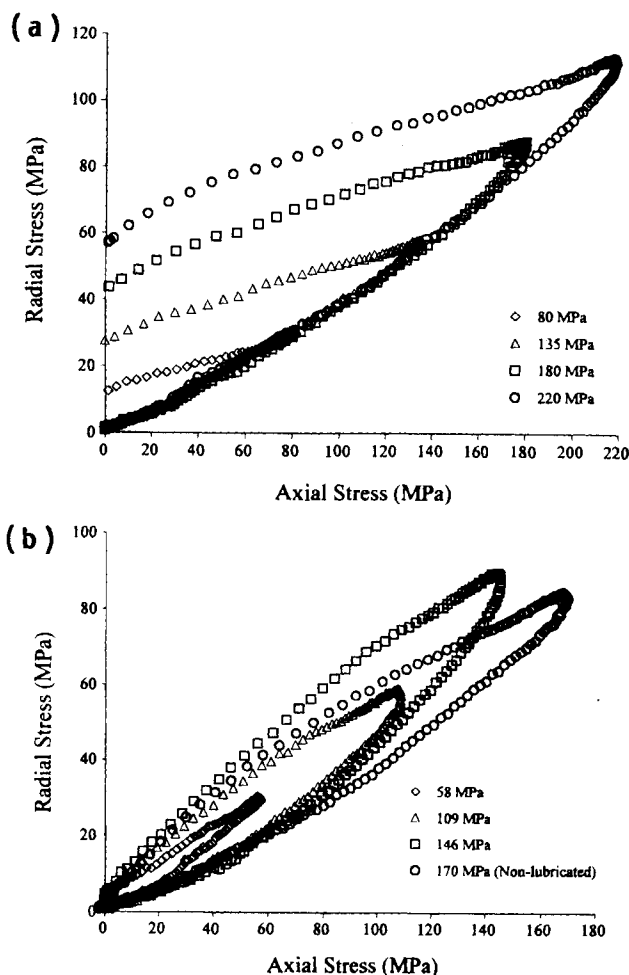 (a)
120
100
80
60
40
20
0
Radial Stress (MPa)
80 MPa
135 MPa
180 MPa
220 MPa
0 20 40 60 80 100 120 140 160 180 200 220
Axial Stress (MPa)
(b)
100
80
60
40
20
0
Radial Stress (MPa)
58 MPa
109 MPa
146 MPa
170 MPa (Non-lubricated)
0 20 40 60 80 100 120 140 160 180
Axial Stress (MPa)